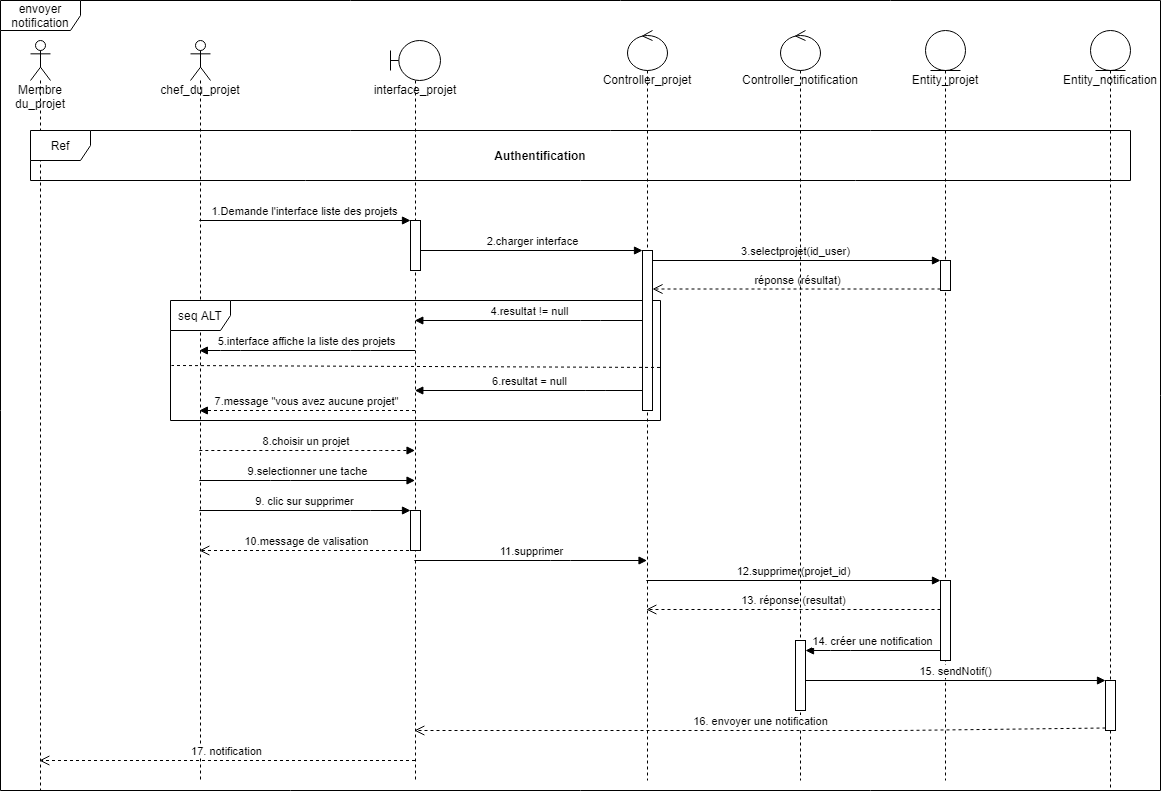 envoyer
notification
Membre
du_projet
chef_du_projet
interface_projet
Controller_projet
Controller_notification
Entity_projet
Entity_notification
Ref
Authentification
1.Demande l'interface liste des projets
2.charger interface
3.selectprojet(id_user)
réponse (résultat)
seq ALT
4.resultat != null
5.interface affiche la liste des projets
6.resultat = null
7.message "vous avez aucune projet"
8.choisir un projet
9.selectionner une tache
9. clic sur supprimer
10.message de valisation
11.supprimer
12.supprimer(projet_id)
13. réponse (resultat)
14. créer une notification
15. sendNotif()
16. envoyer une notification
17. notification